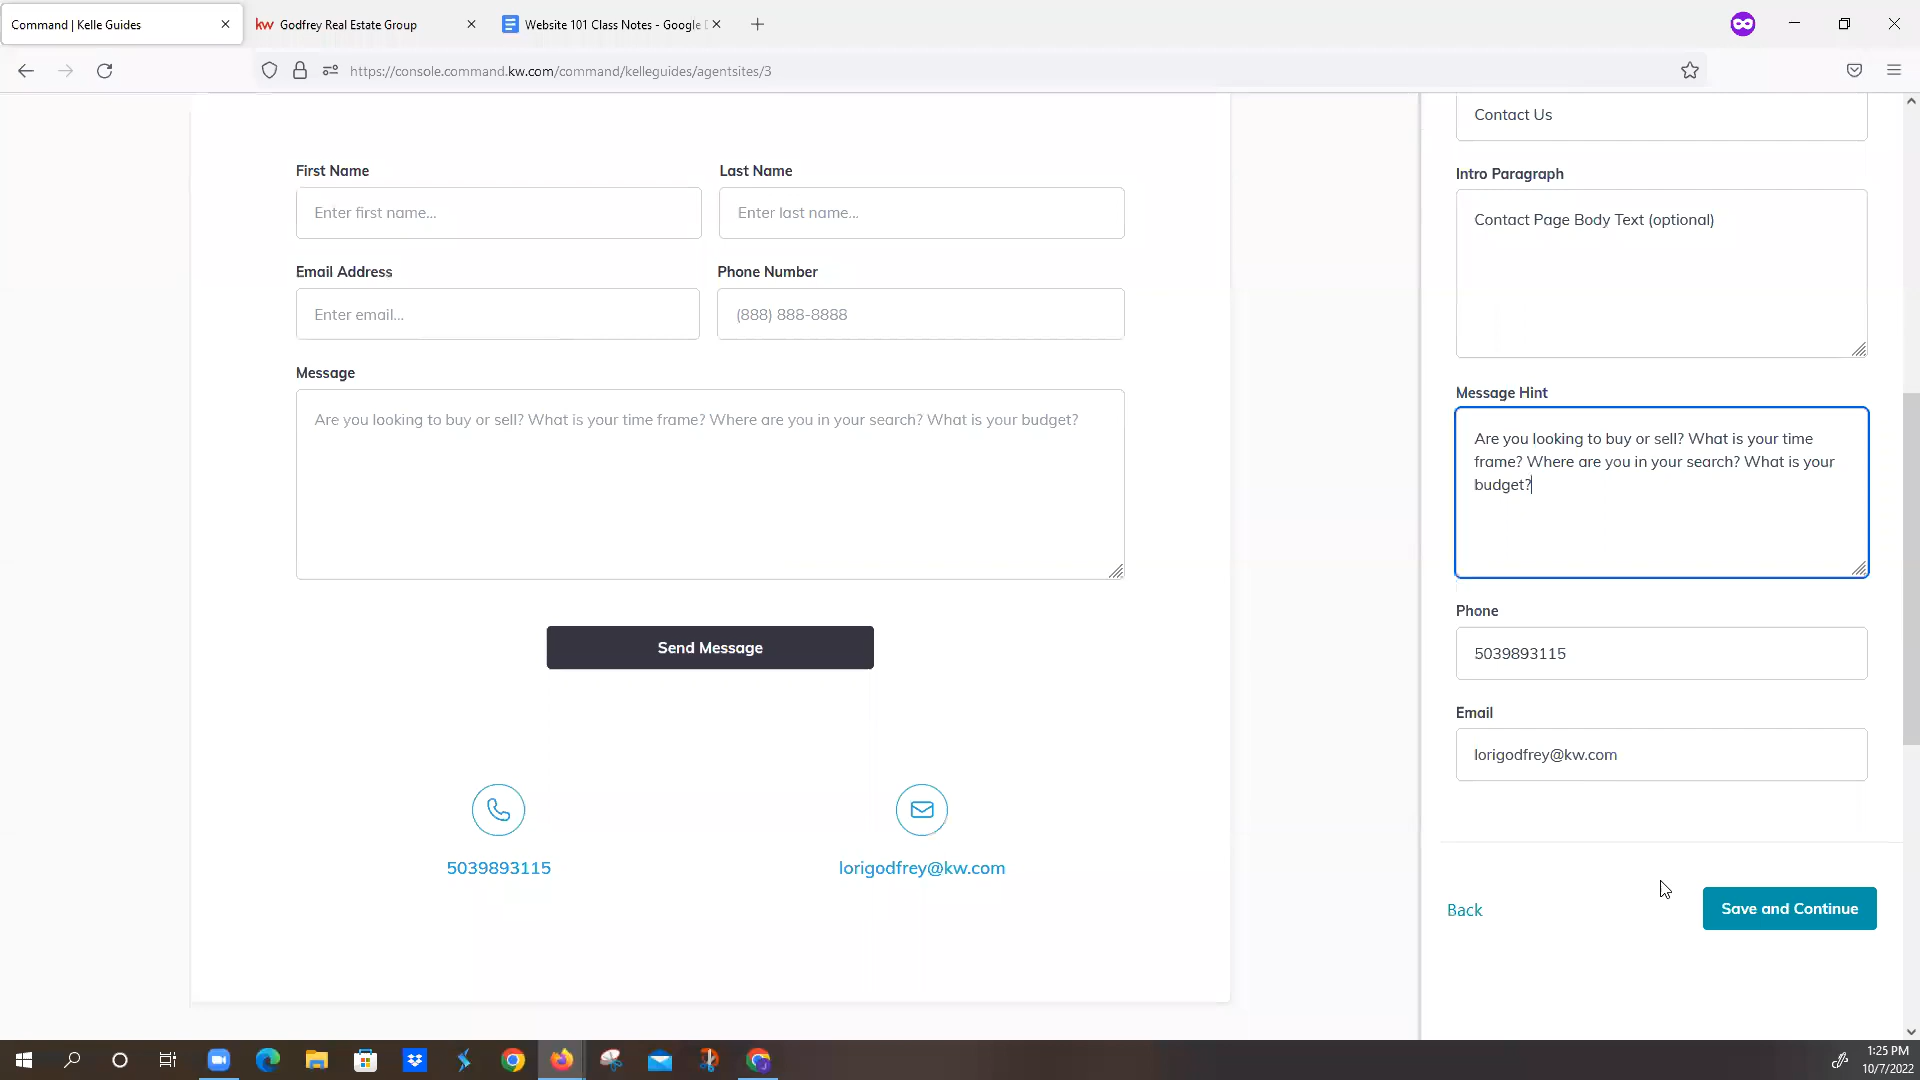 Command | Kelle Guides
kw Godfrey Real Estate Group
Website 101 Class Notes - Google
https://console.command.kw.com/command/kelleguides/agentsites/3
First Name
Last Name
Enter first name...
Enter last name...
Email Address
Phone Number
Enter email...
(888) 888-8888
Message
Are you looking to buy or sell? What is your time frame? Where are you in your search? What is your budget?
Send Message
5039893115
lorigodfrey@kw.com
Contact Us
Intro Paragraph
Contact Page Body Text (optional)
Message Hint
Are you looking to buy or sell? What is your time
frame? Where are you in your search? What is your
budget?
Phone
5039893115
Email
lorigodfrey@kw.com
Back
Save and Continue
1:25 PM
10/7/2022